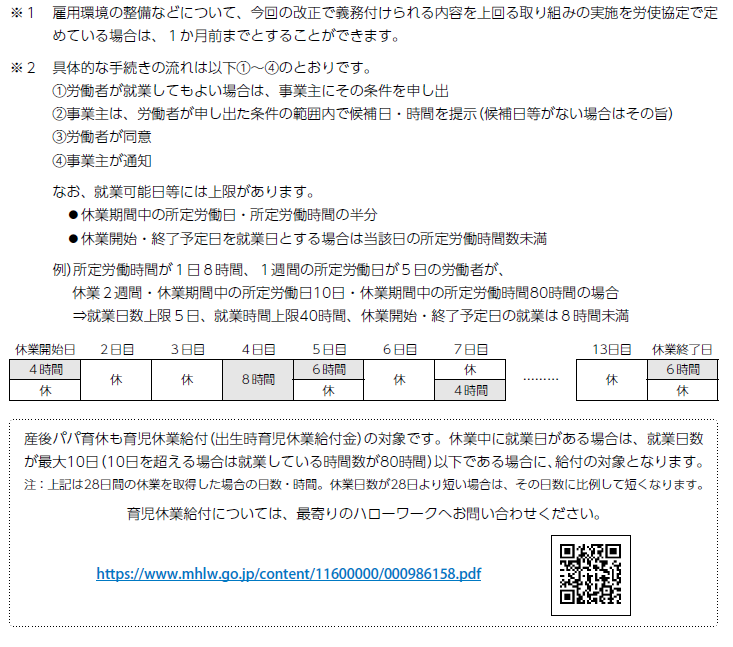 ※１　雇用環境の整備などについて、今回の改正で義務付けられる内容を上回る取り組みの実施を労使協定で定
めている場合は、１か月前までとすることができます。
※２　具体的な手続きの流れは以下①～④のとおりです。
①労働者が就業してもよい場合は、事業主にその条件を申し出
②事業主は、労働者が申し出た条件の範囲内で候補日・時間を提示（候補日等がない場合はその旨）
③労働者が同意
④事業主が通知
なお、就業可能日等には上限があります。
●休業期間中の所定労働日・所定労働時間の半分
●休業開始・終了予定日を就業日とする場合は当該日の所定労働時間数未満
例）所定労働時間が１日８時間、１週間の所定労働日が５日の労働者が、
休業２週間・休業期間中の所定労働日10日・休業期間中の所定労働時間80時間の場合
⇒就業日数上限５日、就業時間上限40時間、休業開始・終了予定日の就業は８時間未満
休業開始日　２日目　３日目　４日目　５日目　６日目　７日目　13日目　休業終了日
４時間　６時間　休　６時間
休　休　８時間　休　………　休
休　休　４時間　休
産後パパ育休も育児休業給付（出生時育児休業給付金）の対象です。休業中に就業日がある場合は、就業日数
が最大10日（10日を超える場合は就業している時間数が80時間）以下である場合に、給付の対象となります。
注：上記は28日間の休業を取得した場合の日数・時間。休業日数が28日より短い場合は、その日数に比例して短くなります。
育児休業給付については、最寄りのハローワークへお問い合わせください。
https://www.mhlw.go.jp/content/11600000/000986158.pdf